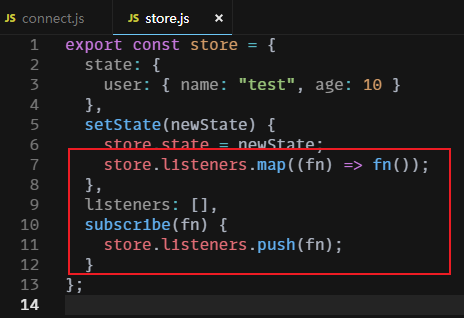 JS connect.js
JS store.js ×
1 export const store = {
2 state: {
3 user: { name: "test", age: 10 }
4 },
5 setState(newState) {
6 store.state = newState;
7 store.listeners.map((fn) => fn());
8 },
9 listeners: [],
10 subscribe(fn) {
11 store.listeners.push(fn);
12 }
13 };
14